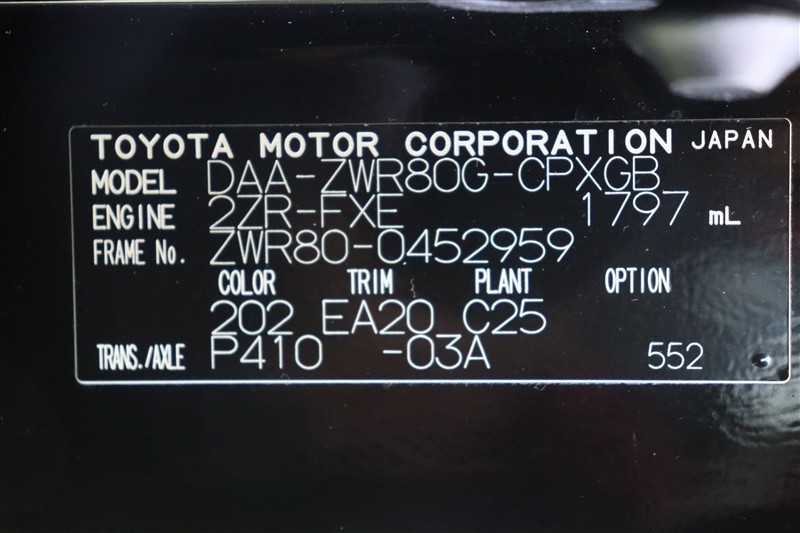 TOYOTA MOTOR CORPORATION JAPAN
MODEL DAA-ZWR80G-CPXGB
ENGINE 2ZR-FXE 1797 mL
FRAME No. ZWR80-0452959
COLOR TRIM PLANT OPTION
202 EA20 C25
TRANS./AXLE P410 -03A 552